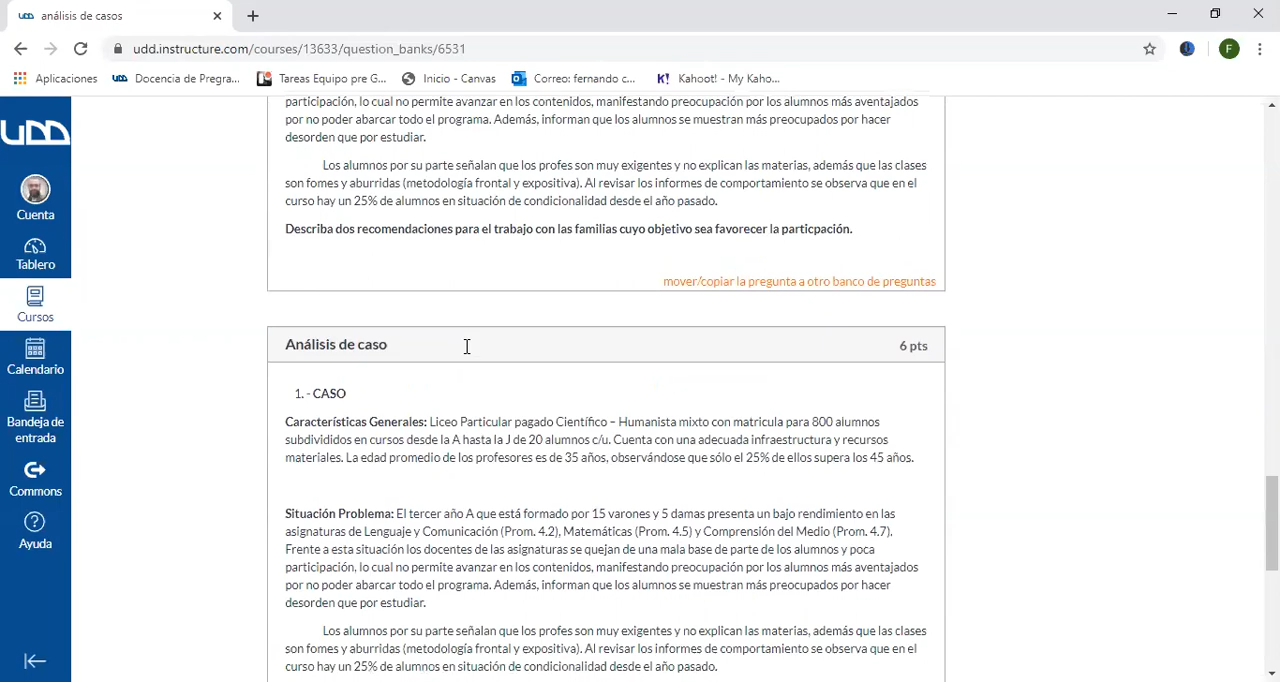 análisis de casos
udd.instructure.com/courses/13633/question_banks/6531
F
Aplicaciones
UDD Docencia de Pregra...
Tareas Equipo pre G...
Inicio - Canvas
Correo: fernando c...
K! Kahoot! - My Kaho...
UDD
Cuenta
Tablero
Cursos
Calendario
Bandeja de
entrada
Commons
Ayuda
participación, lo cual no permite avanzar en los contenidos, manifestando preocupación por los alumnos más aventajados
por no poder abarcar todo el programa. Además, informan que los alumnos se muestran más preocupados por hacer
desorden que por estudiar.
Los alumnos por su parte señalan que los profes son muy exigentes y no explican las materias, además que las clases
son fomes y aburridas (metodología frontal y expositiva). Al revisar los informes de comportamiento se observa que en el
curso hay un 25% de alumnos en situación de condicionalidad desde el año pasado.
Describa dos recomendaciones para el trabajo con las familias cuyo objetivo sea favorecer la particpación.
mover/copiar la pregunta a otro banco de preguntas
Análisis de caso 6 pts
1. - CASO
Características Generales: Liceo Particular pagado Científico – Humanista mixto con matricula para 800 alumnos
subdivididos en cursos desde la A hasta la J de 20 alumnos c/u. Cuenta con una adecuada infraestructura y recursos
materiales. La edad promedio de los profesores es de 35 años, observándose que sólo el 25% de ellos supera los 45 años.
Situación Problema: El tercer año A que está formado por 15 varones y 5 damas presenta un bajo rendimiento en las
asignaturas de Lenguaje y Comunicación (Prom. 4.2), Matemáticas (Prom. 4.5) y Comprensión del Medio (Prom. 4.7).
Frente a esta situación los docentes de las asignaturas se quejan de una mala base de parte de los alumnos y poca
participación, lo cual no permite avanzar en los contenidos, manifestando preocupación por los alumnos más aventajados
por no poder abarcar todo el programa. Además, informan que los alumnos se muestran más preocupados por hacer
desorden que por estudiar.
Los alumnos por su parte señalan que los profes son muy exigentes y no explican las materias, además que las clases
son fomes y aburridas (metodología frontal y expositiva). Al revisar los informes de comportamiento se observa que en el
curso hay un 25% de alumnos en situación de condicionalidad desde el año pasado.